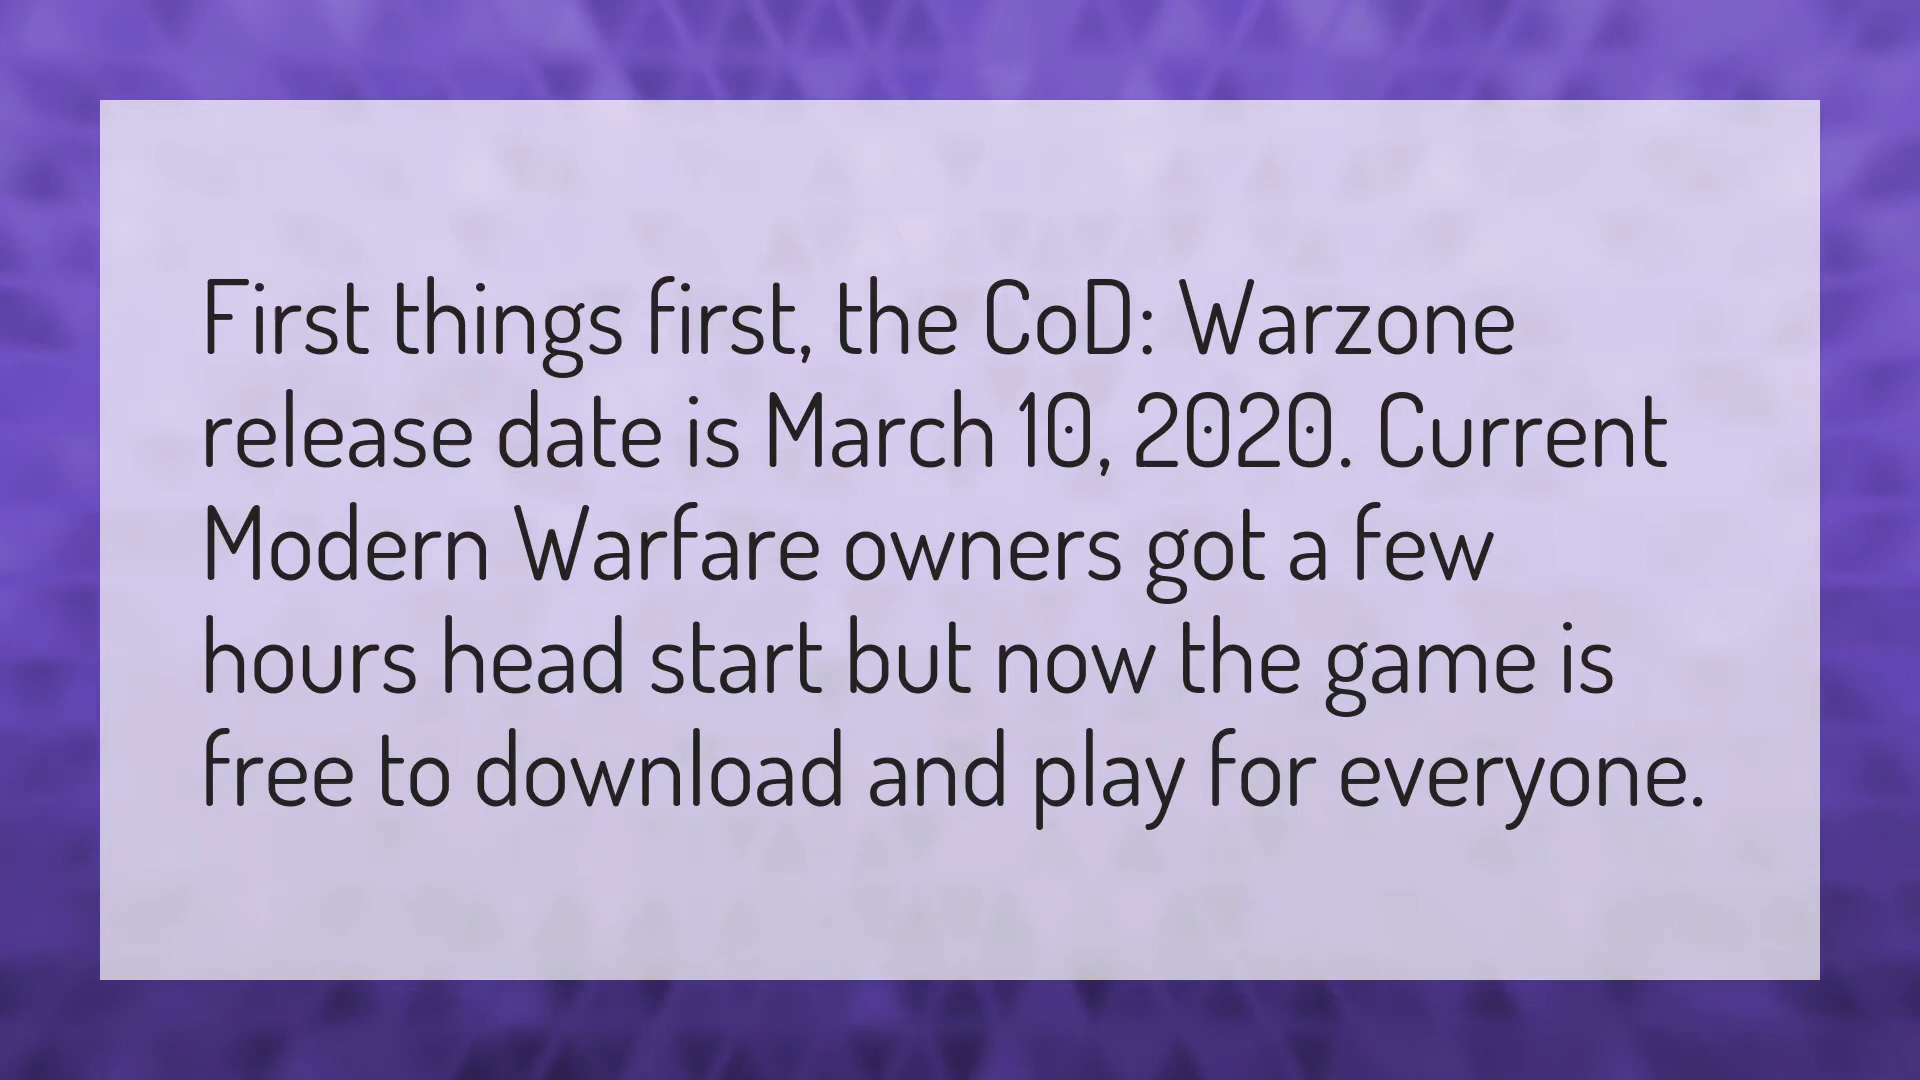 First things first, the CoD: Warzone
release date is March 10, 2020. Current
Modern Warfare owners got a few
hours head start but now the game is
free to download and play for everyone.